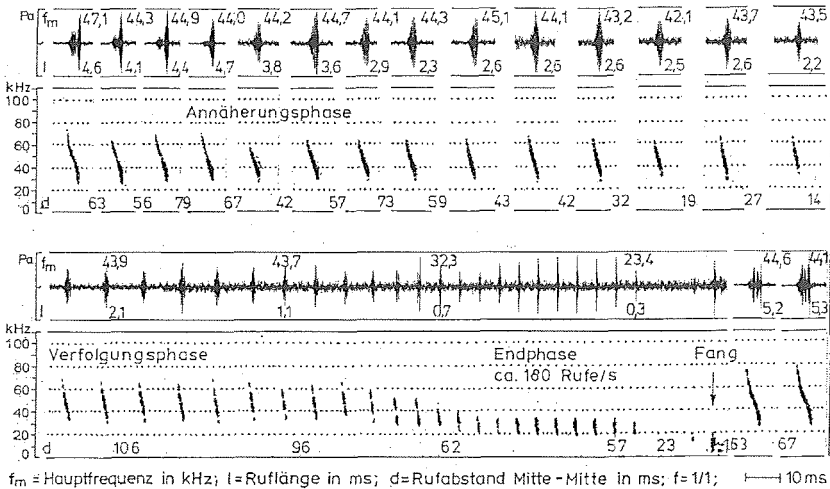 Pa fm 47,1 44,3 44,9 44,0 44,2 44,7 44,1 44,3 45,1 44,1 43,2 42,1 43,7 43,5
l 4,6 4,1 4,4 4,7 3,8 3,6 2,9 2,3 2,6 2,6 2,6 2,5 2,6 2,2
kHz
100
Annäherungsphase
80
60
40
20
0 d 63 56 79 67 42 57 73 59 43 42 32 19 27 14
Pa fm 43,9 43,7 32,3 23,4 44,6 44,1
l 2,1 1,1 0,7 0,3 5,2 5,3
kHz
100
Verfolgungsphase Endphase Fang
80 ca. 180 Rufe/s
60
40
20
0 d 106 96 62 57 23 163 67
fm = Hauptfrequenz in kHz; l = Ruflänge in ms; d = Rufabstand Mitte - Mitte in ms; f = 1/1; 10 ms